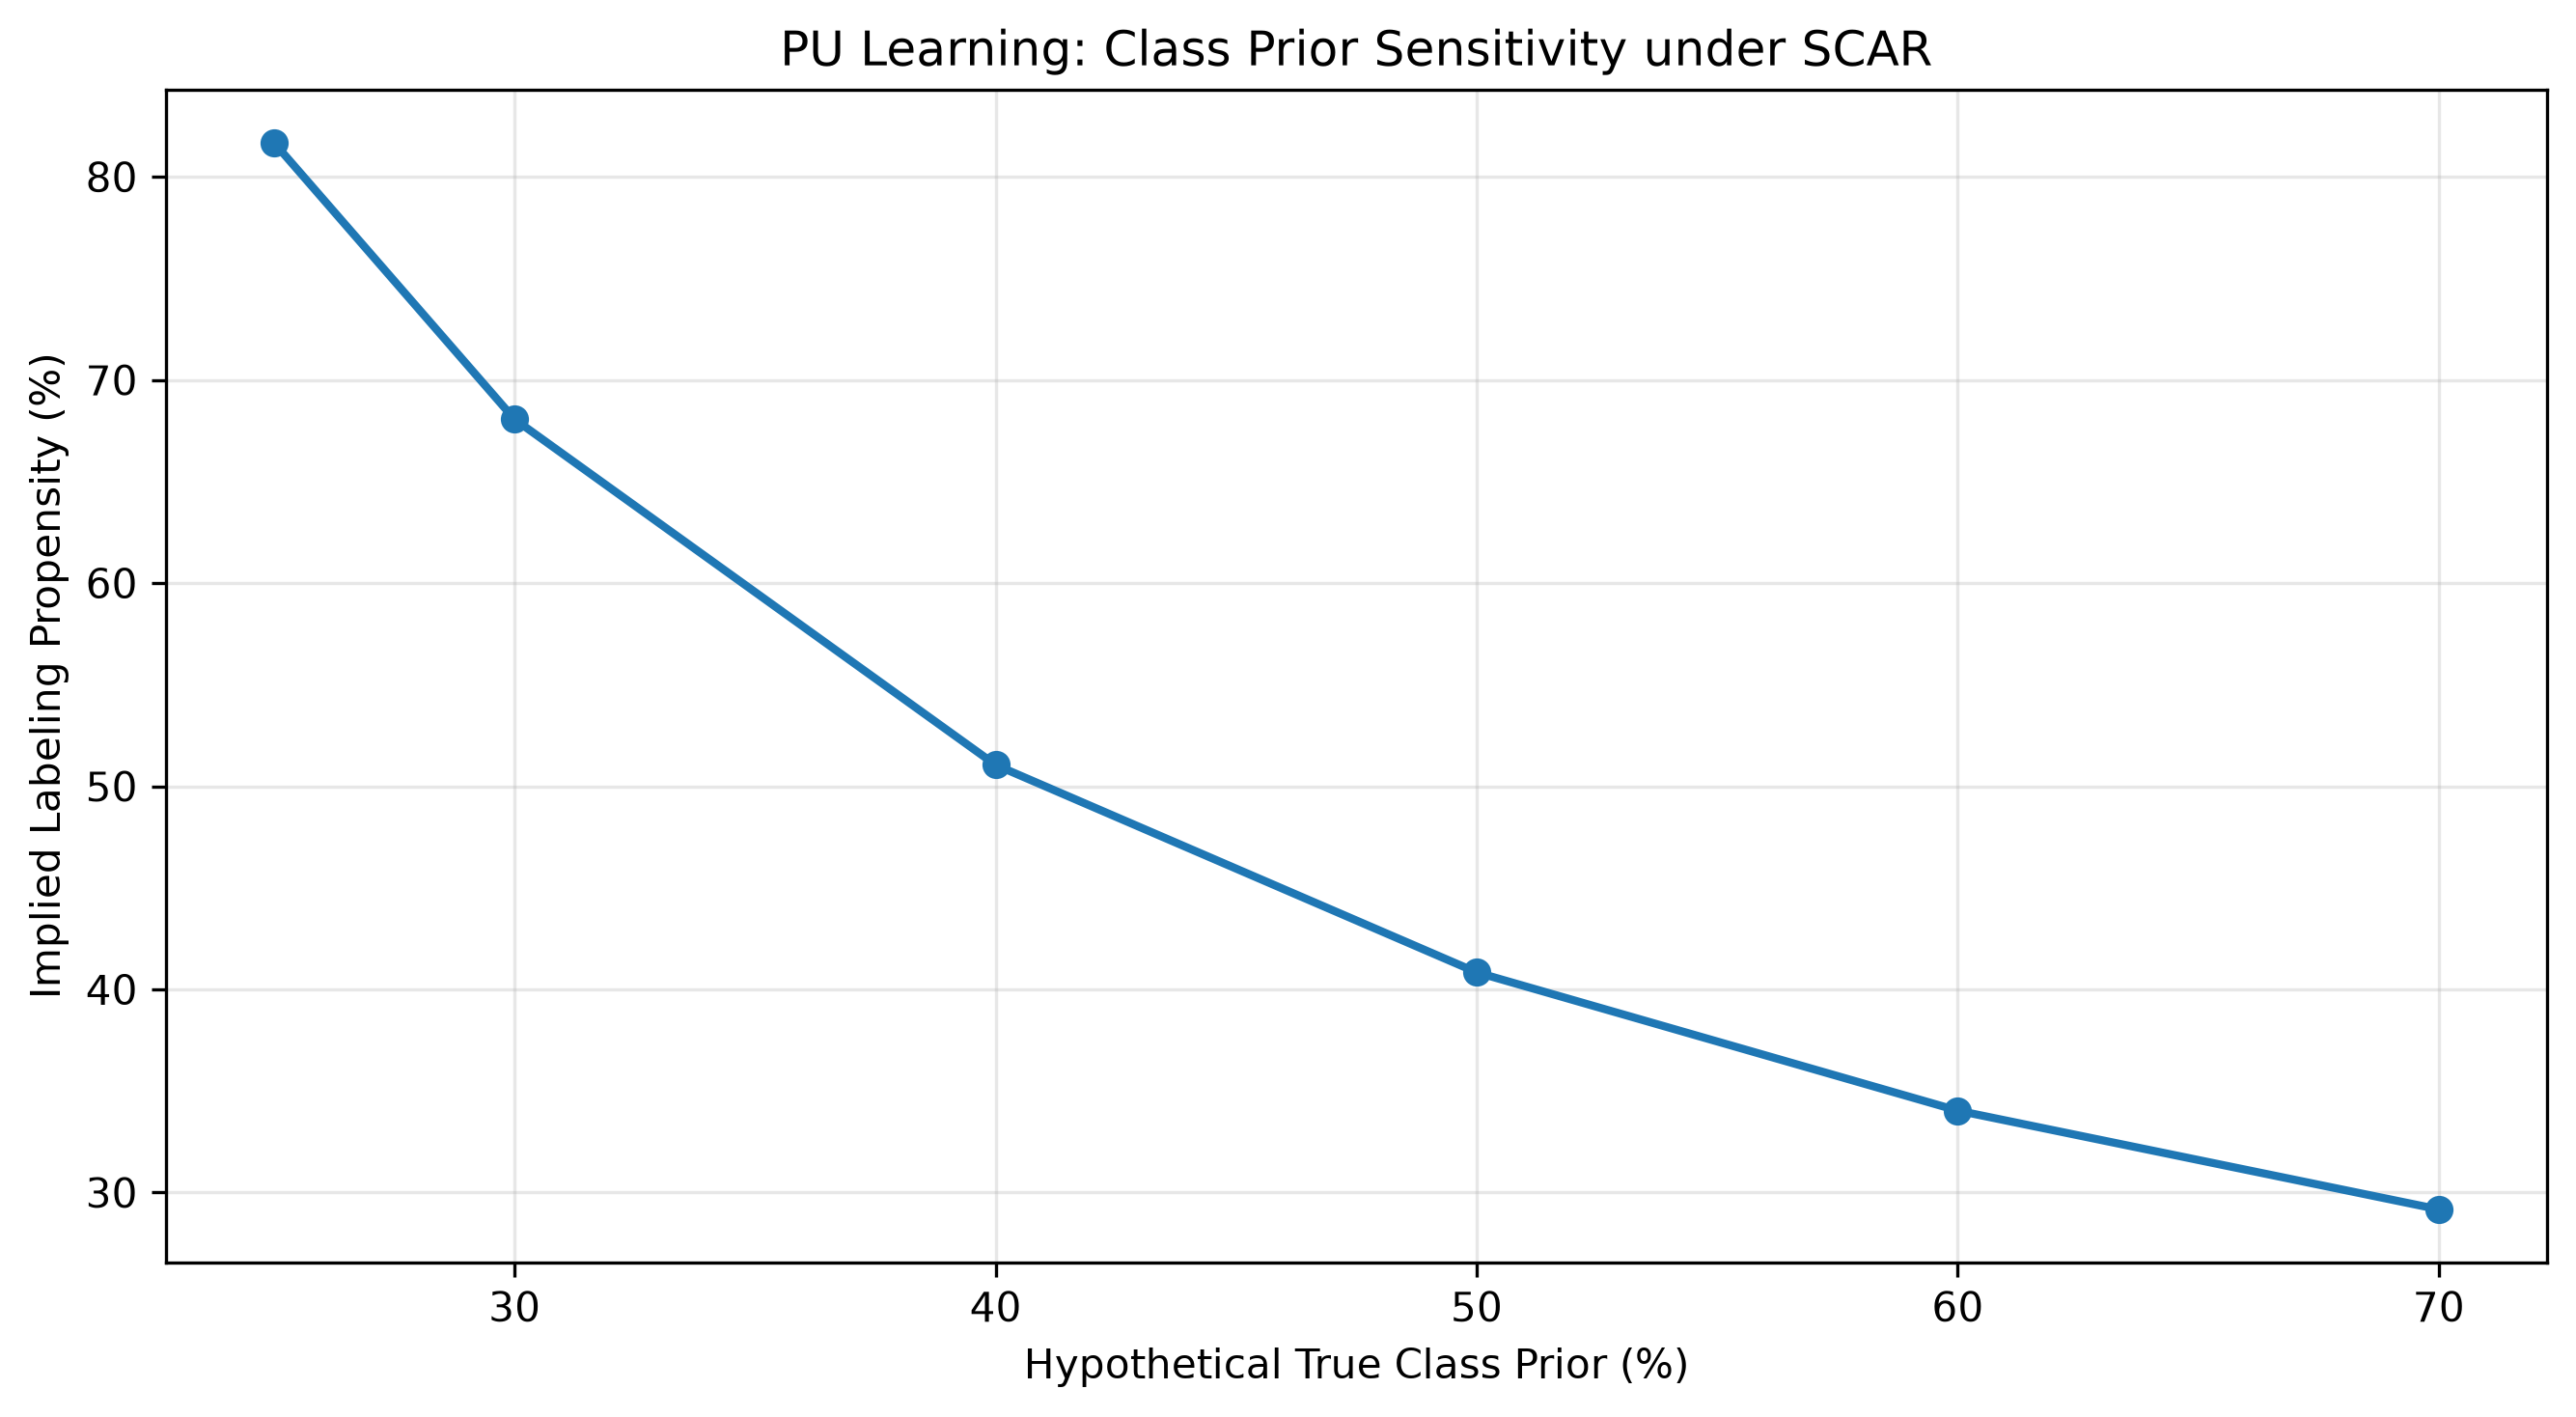 PU Learning: Class Prior Sensitivity under SCAR
Implied Labeling Propensity (%)
80
70
60
50
40
30
30 40 50 60 70
Hypothetical True Class Prior (%)